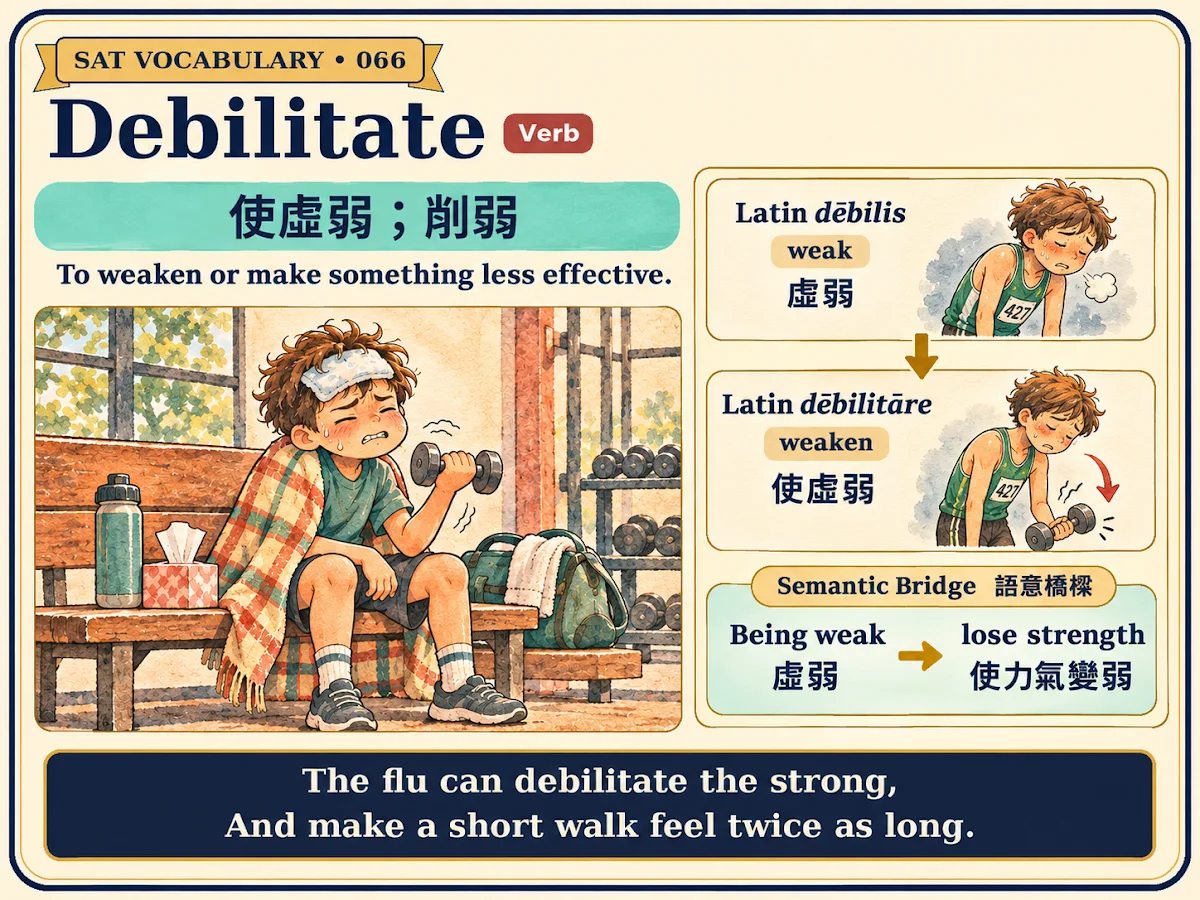 SAT VOCABULARY • 066
Debilitate
Verb
使虛弱；削弱
To weaken or make something less effective.
Latin dēbilis
weak
虛弱
427
Latin dēbilitāre
weaken
使虛弱
427
Semantic Bridge 語意橋樑
Being weak
虛弱
lose strength
使力氣變弱
The flu can debilitate the strong,
And make a short walk feel twice as long.